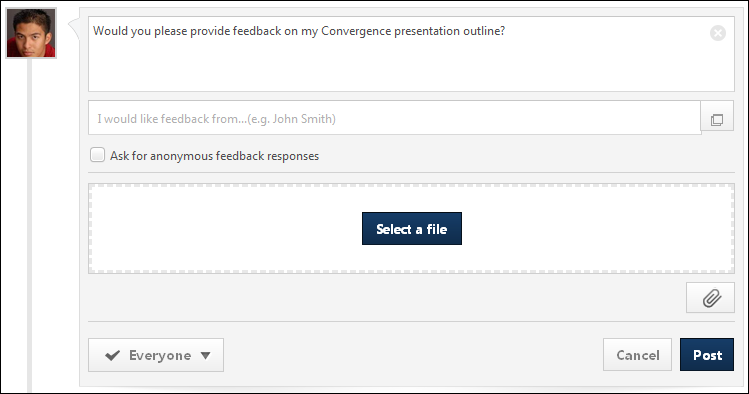 Would you please provide feedback on my Convergence presentation outline?
I would like feedback from...(e.g. John Smith)
Ask for anonymous feedback responses
Select a file
Everyone
Cancel
Post